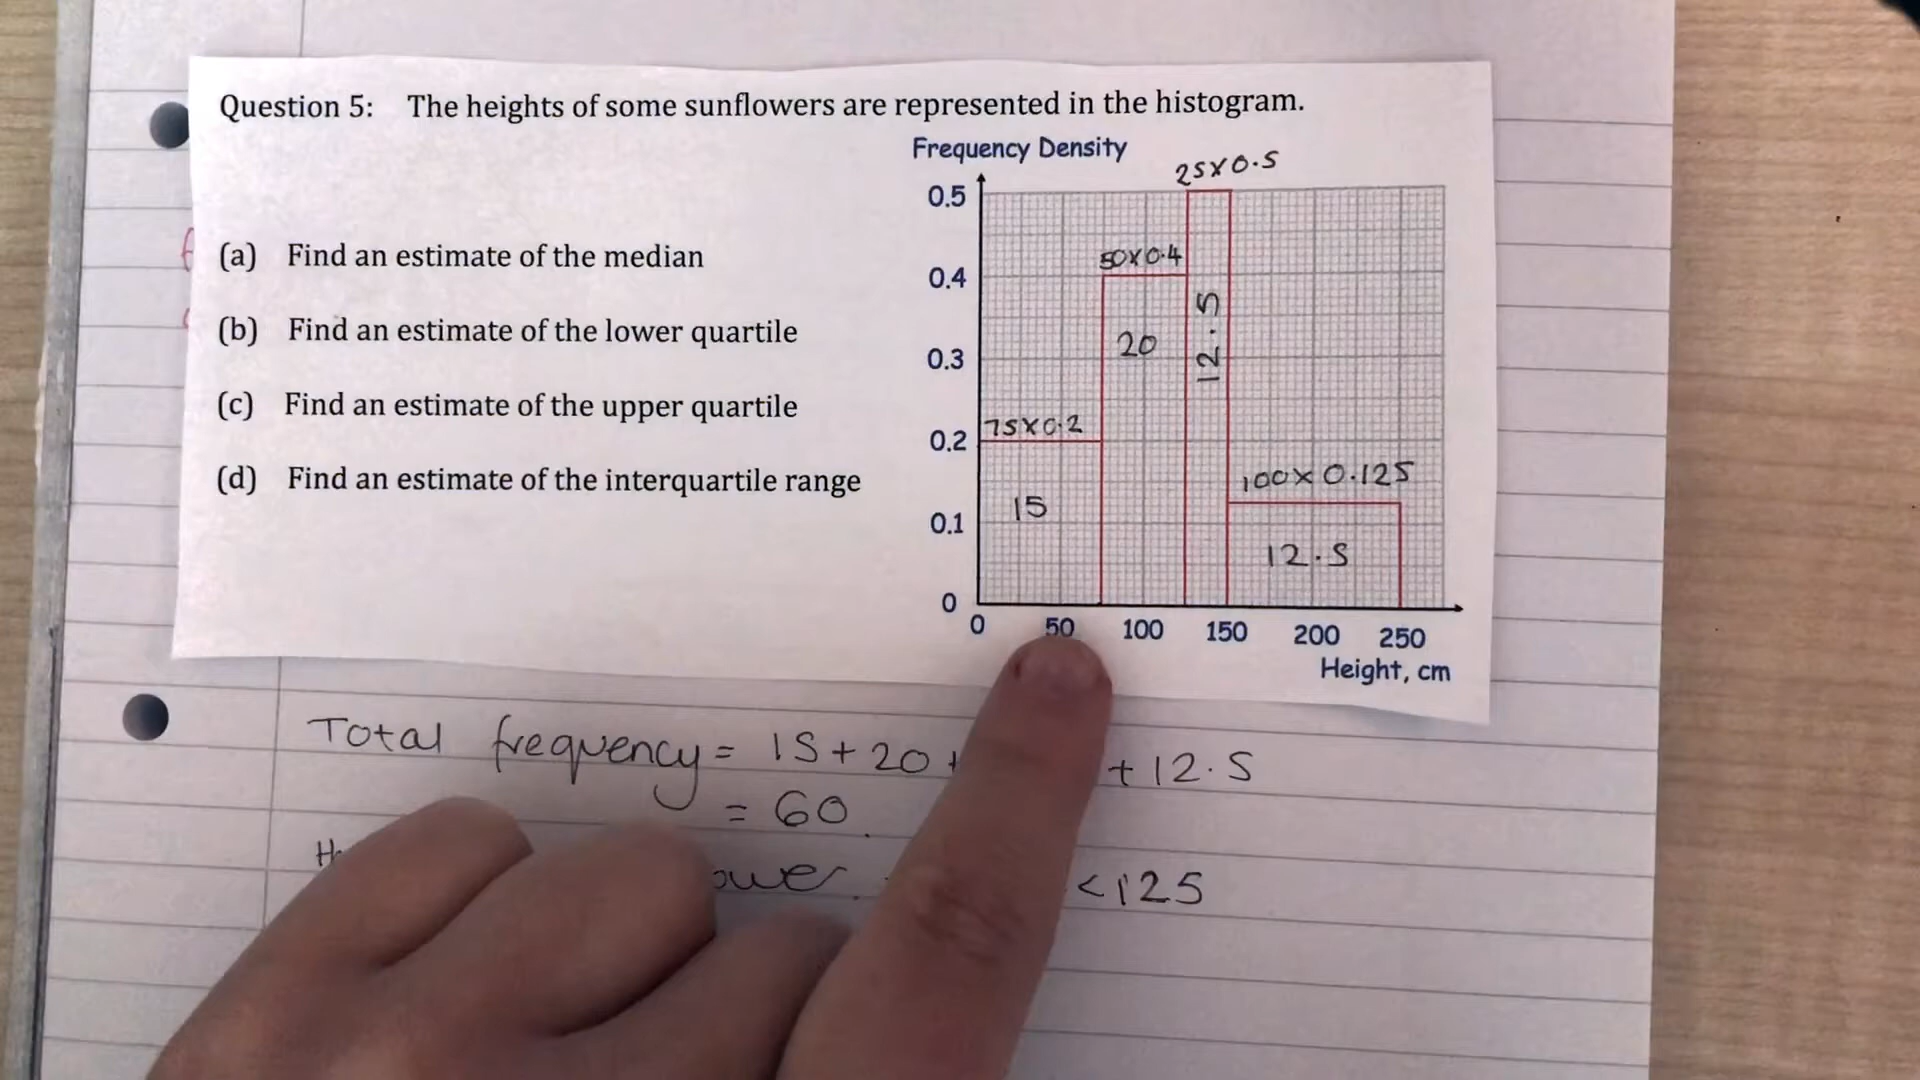 Question 5: The heights of some sunflowers are represented in the histogram.
(a) Find an estimate of the median
(b) Find an estimate of the lower quartile
(c) Find an estimate of the upper quartile
(d) Find an estimate of the interquartile range
Frequency Density
25×0.5
0.5
50×0.4
0.4
12.5
20
0.3
75×0.2
0.2
100×0.125
15
0.1
12.5
0
0 50 100 150 200 250
Height, cm
Total frequency = 15+20+ +12.5
= 60.
<125